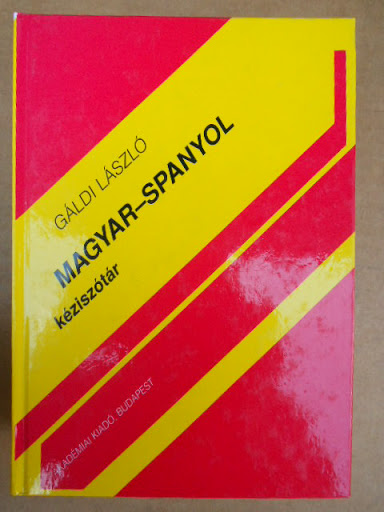 GÁLDI LÁSZLÓ
MAGYAR–SPANYOL
kéziszótár
AKADÉMIAI KIADÓ, BUDAPEST